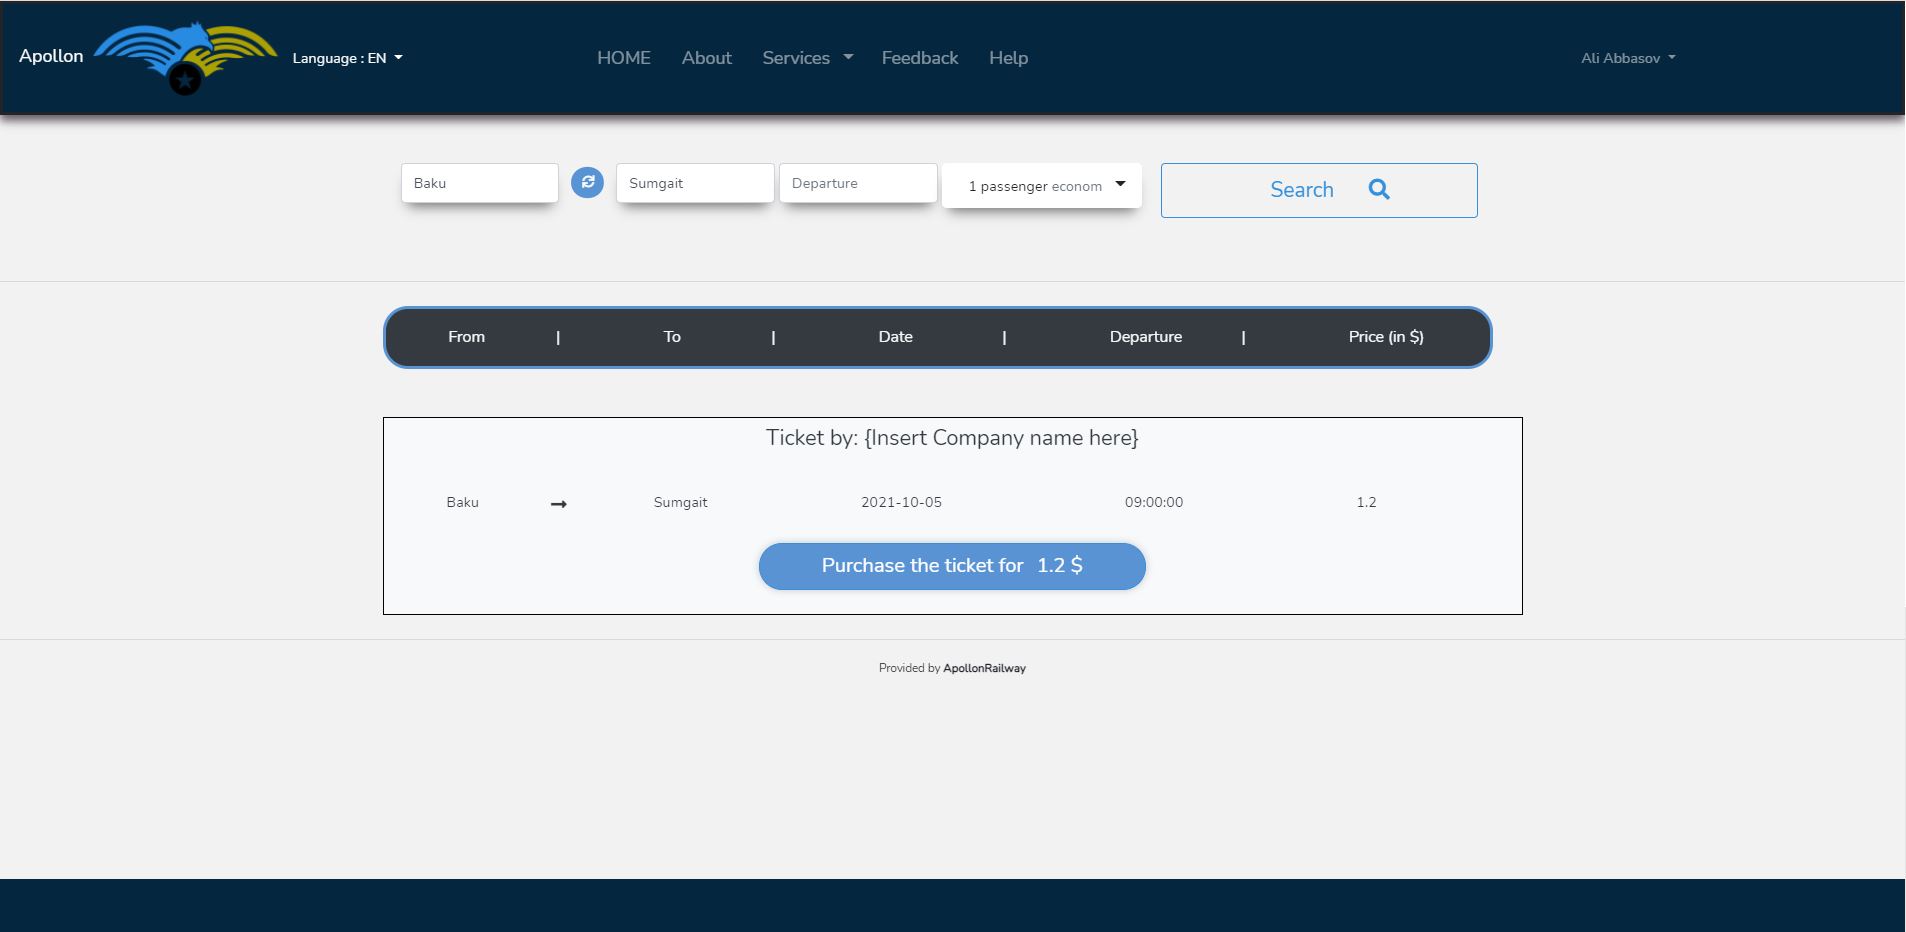 Apollon Language : EN HOME About Services Feedback Help Ali Abbasov
Baku Sumgait Departure 1 passenger econom Search
From | To | Date | Departure | Price (in $)
Ticket by: {Insert Company name here}
Baku → Sumgait 2021-10-05 09:00:00 1.2
Purchase the ticket for 1.2 $
Provided by ApollonRailway